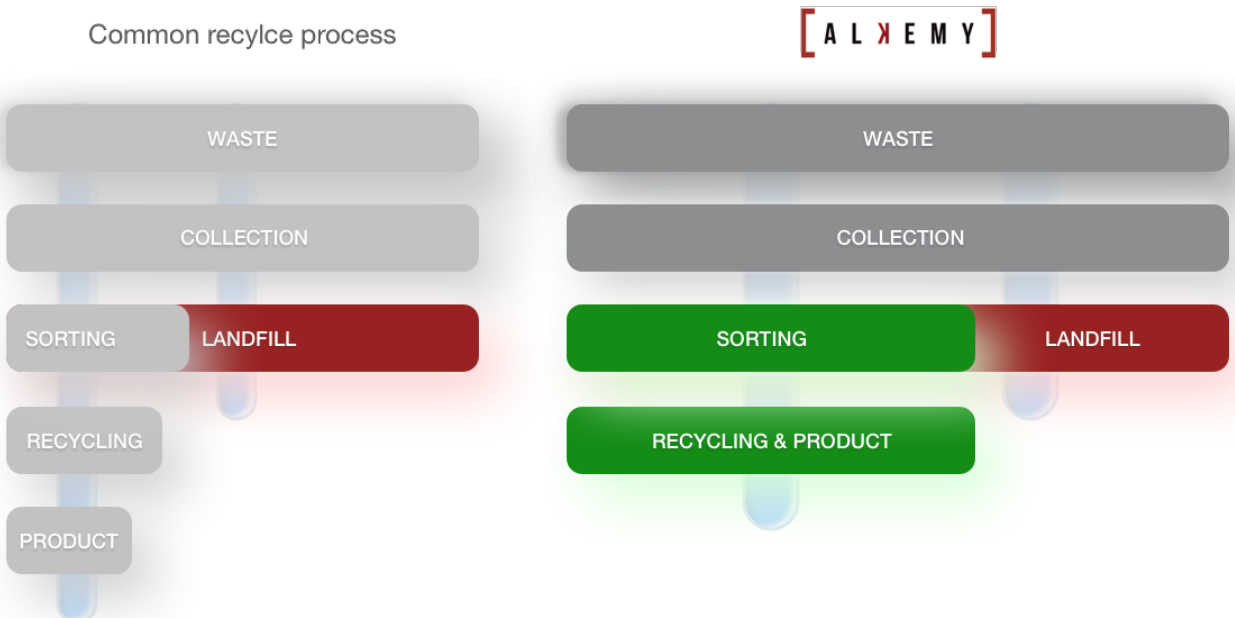 Common recylce process
[ALKEMY]
WASTE
COLLECTION
SORTING
LANDFILL
RECYCLING
PRODUCT
WASTE
COLLECTION
SORTING
LANDFILL
RECYCLING & PRODUCT